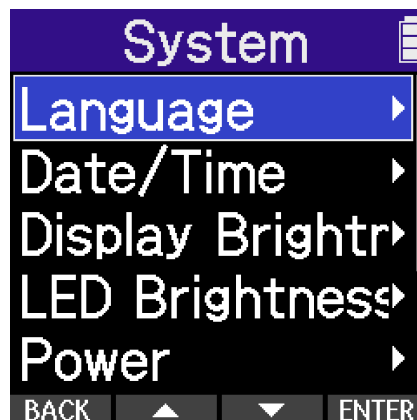 System
Language
Date/Time
Display Brightr
LED Brightness
Power
BACK ENTER